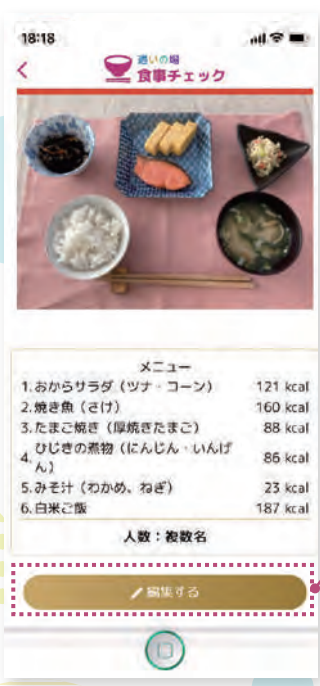 18:18
通いの場
食事チェック
メニュー
1.おからサラダ（ツナ・コーン） 121 kcal
2.焼き魚（さけ） 160 kcal
3.たまご焼き（厚焼きたまご） 88 kcal
4.ひじきの煮物（にんじん・いんげ
ん） 86 kcal
5.みそ汁（わかめ、ねぎ） 23 kcal
6.白米ご飯 187 kcal
人数：複数名
編集する